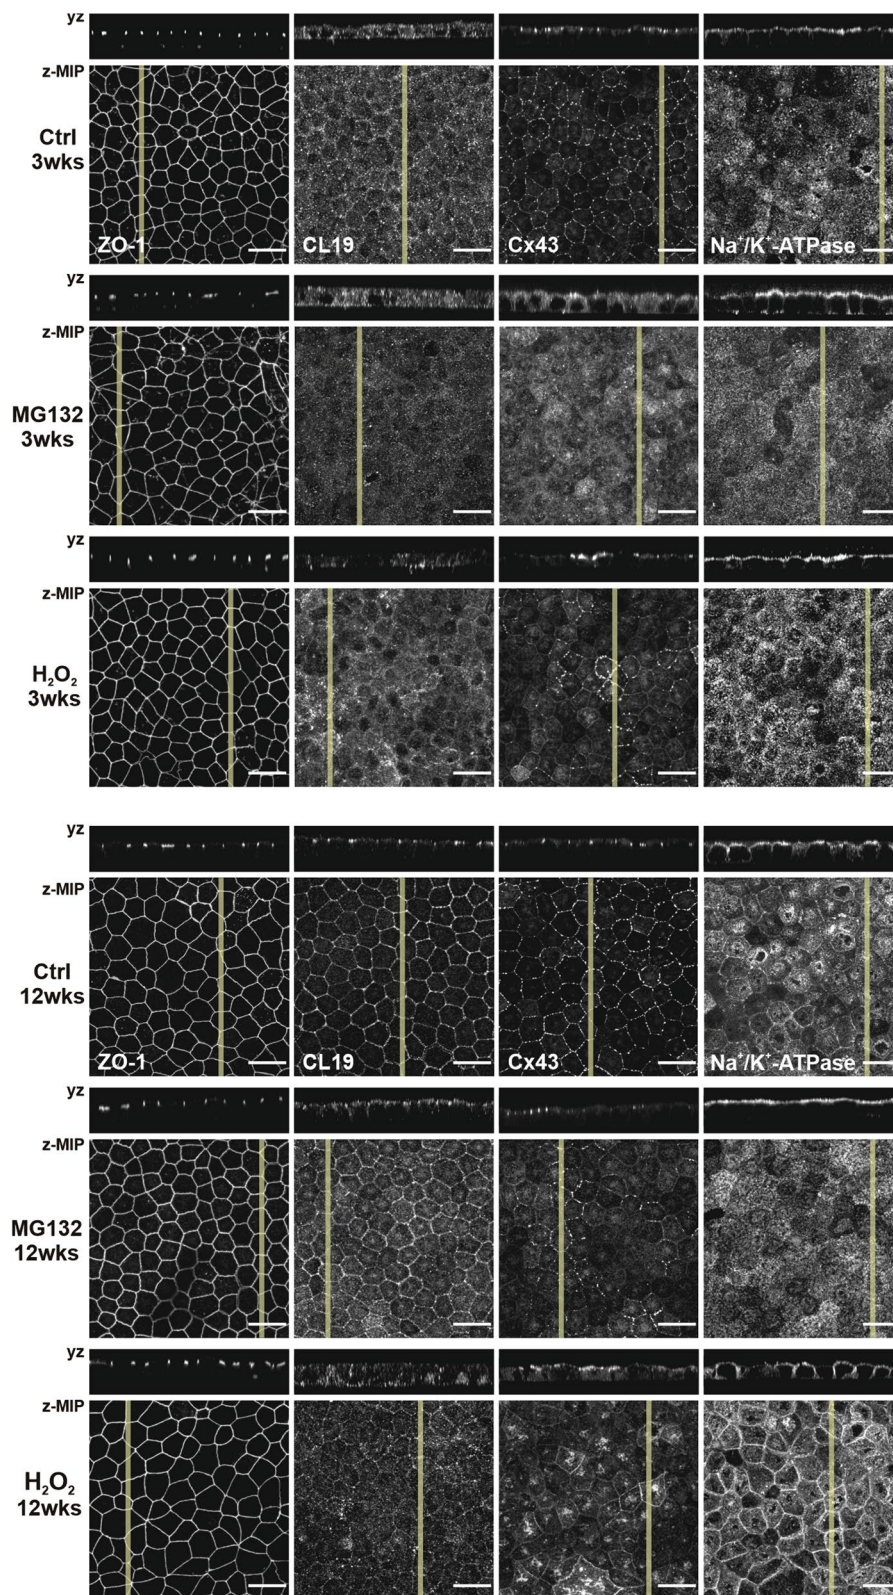 yz
z-MIP
Ctrl
3wks
ZO-1
CL19
Cx43
Na⁺/K⁺-ATPase
yz
z-MIP
MG132
3wks
yz
z-MIP
H₂O₂
3wks
yz
z-MIP
Ctrl
12wks
ZO-1
CL19
Cx43
Na⁺/K⁺-ATPase
yz
z-MIP
MG132
12wks
yz
z-MIP
H₂O₂
12wks